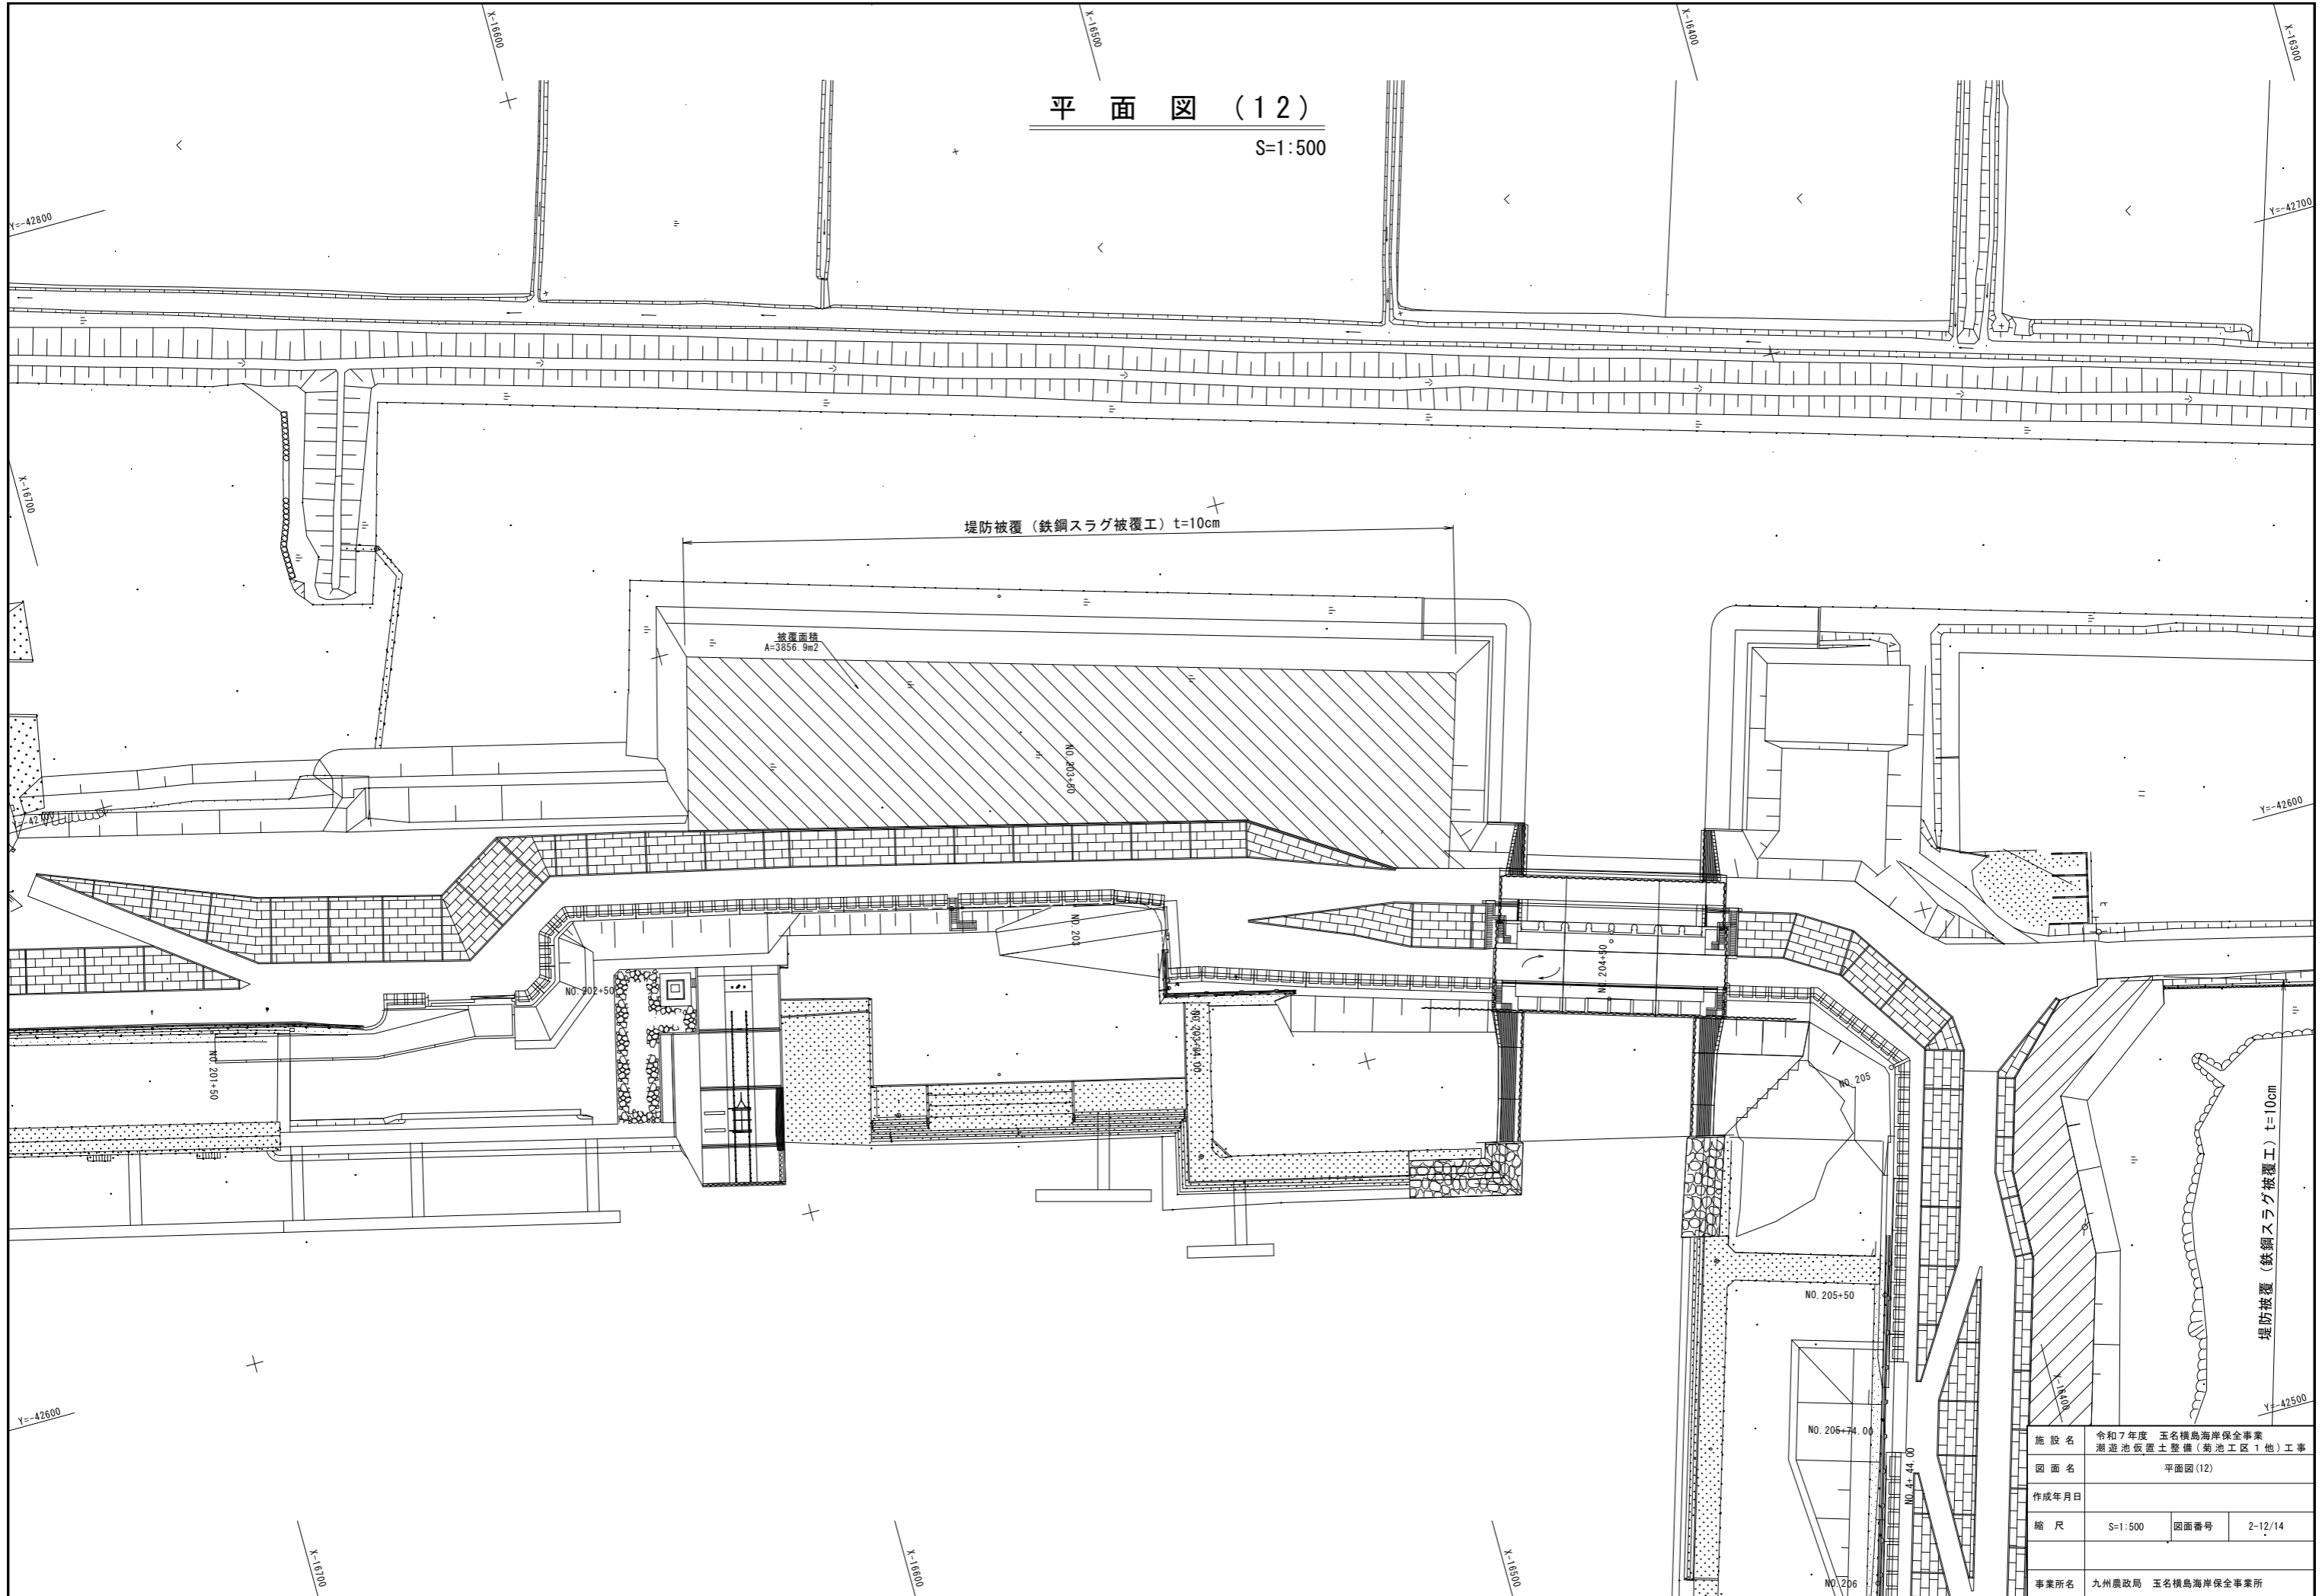 X-16600
X-16500
X-16400
X-16300
平面図(12)
S=1:500
Y=-42800
Y=-42700
X-16700
堤防被覆(鉄鋼スラグ被覆工)t=10cm
被覆面積
A=3856.9m2
NO.203+50
Y=-42700
Y=-42600
NO.203
NO.204+50
NO.202+50
NO.201+50
NO.203+94.00
NO.205
堤防被覆(鉄鋼スラグ被覆工)t=10cm
NO.205+50
X-16400
Y=-42600
Y=-42500
NO.205+74.00
NO.4+44.00
NO.206
X-16700
X-16600
X-16500
施設名 令和7年度 玉名横島海岸保全事業
潮遊池仮置土整備(菊池工区1他)工事
図面名 平面図(12)
作成年月日
縮尺 S=1:500 図面番号 2-12/14
事業所名 九州農政局 玉名横島海岸保全事業所